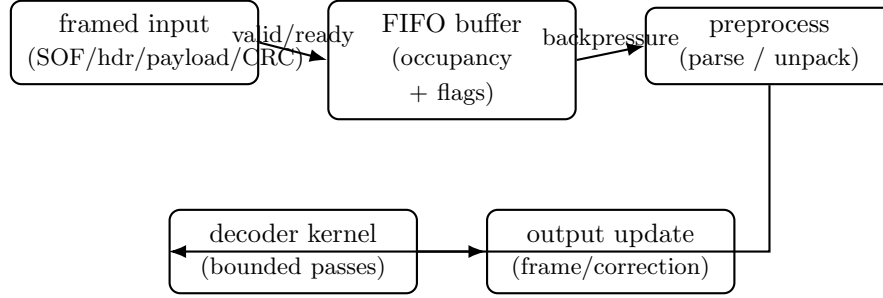 framed input
(SOF/hdr/payload/CRC)
valid/ready
FIFO buffer
(occupancy
+ flags)
backpressure
preprocess
(parse / unpack)
decoder kernel
(bounded passes)
output update
(frame/correction)